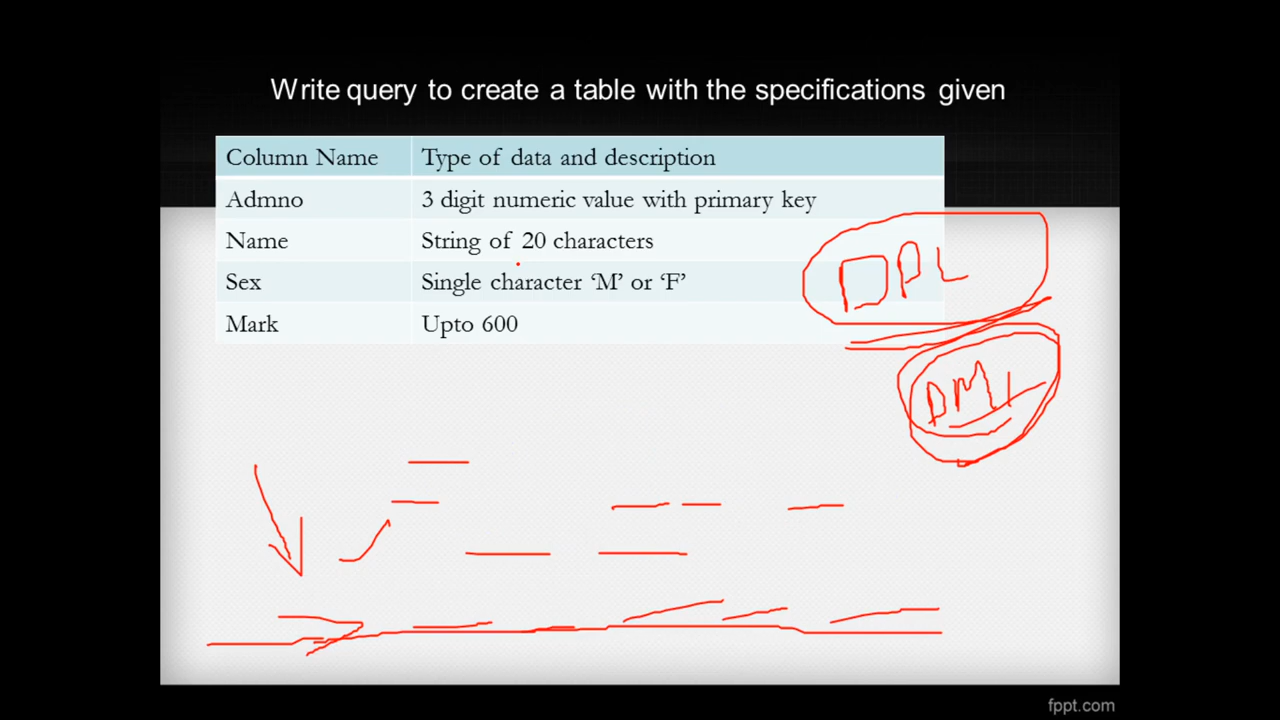 Write query to create a table with the specifications given
Column Name Type of data and description
Admno 3 digit numeric value with primary key
Name String of 20 characters
Sex Single character ‘M’ or ‘F’
Mark Upto 600
DPL
DML
fppt.com